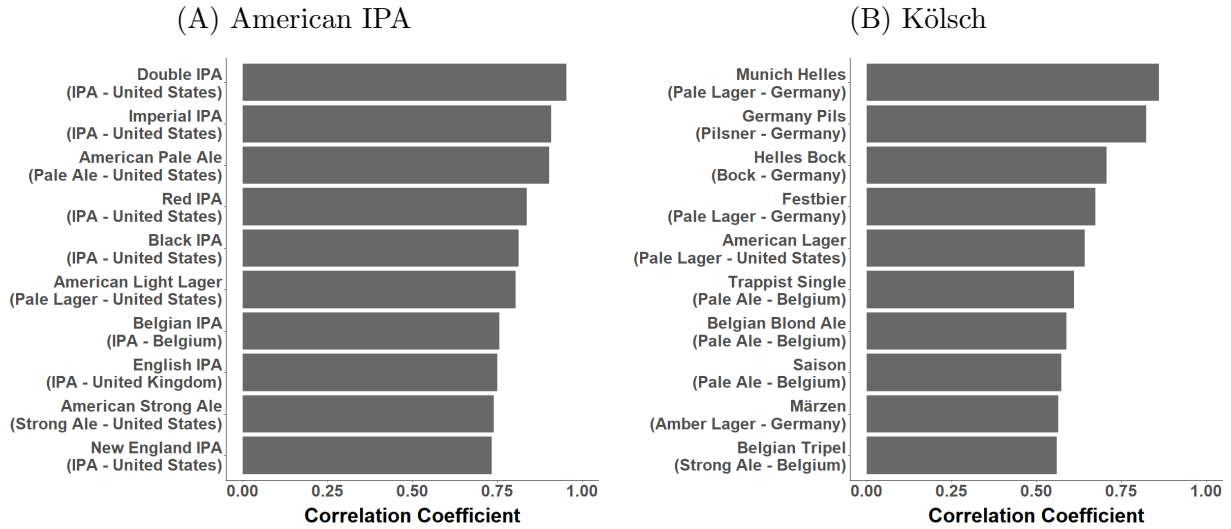 (A) American IPA
Double IPA
(IPA - United States)
Imperial IPA
(IPA - United States)
American Pale Ale
(Pale Ale - United States)
Red IPA
(IPA - United States)
Black IPA
(IPA - United States)
American Light Lager
(Pale Lager - United States)
Belgian IPA
(IPA - Belgium)
English IPA
(IPA - United Kingdom)
American Strong Ale
(Strong Ale - United States)
New England IPA
(IPA - United States)
0.00 0.25 0.50 0.75 1.00
Correlation Coefficient
(B) Kölsch
Munich Helles
(Pale Lager - Germany)
Germany Pils
(Pilsner - Germany)
Helles Bock
(Bock - Germany)
Festbier
(Pale Lager - Germany)
American Lager
(Pale Lager - United States)
Trappist Single
(Pale Ale - Belgium)
Belgian Blond Ale
(Pale Ale - Belgium)
Saison
(Pale Ale - Belgium)
Märzen
(Amber Lager - Germany)
Belgian Tripel
(Strong Ale - Belgium)
0.00 0.25 0.50 0.75 1.00
Correlation Coefficient